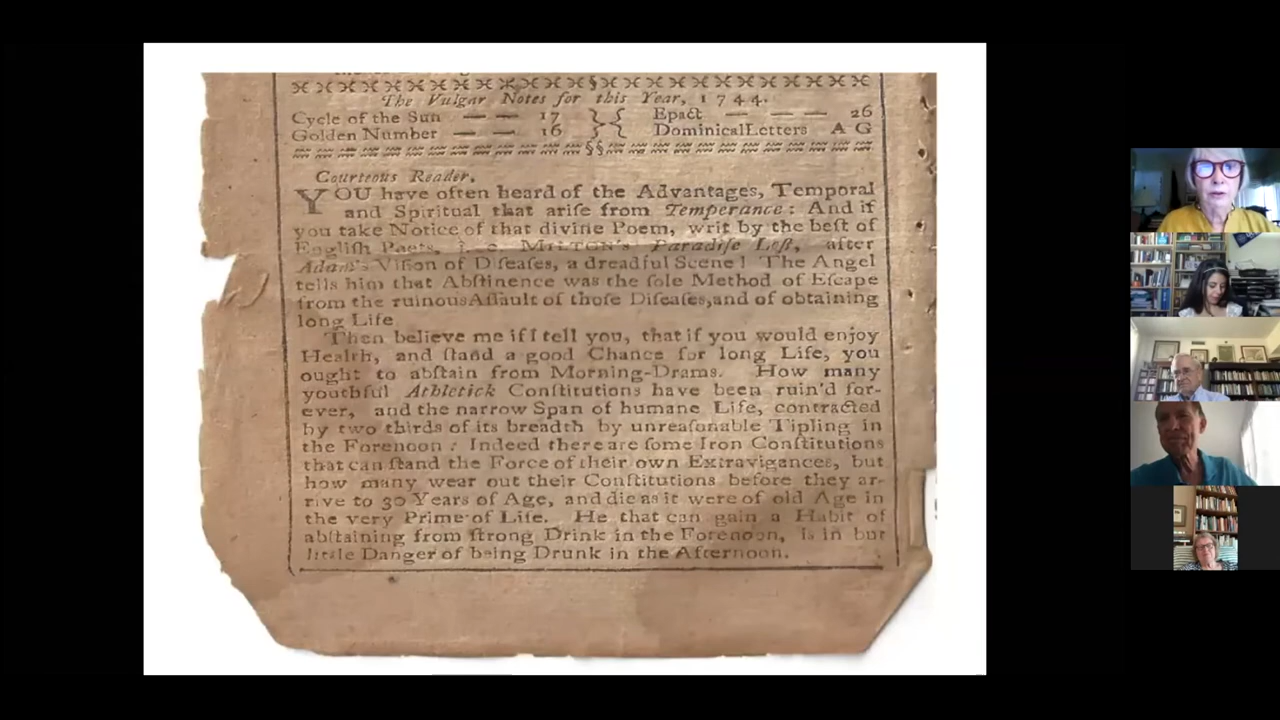 The Vulgar Notes for this Year, 1744.
Cycle of the Sun — — 17 Epact — — — 26
Golden Number — — 16 DominicalLetters A G
Courteous Reader,
YOU have often heard of the Advantages, Temporal
and Spiritual that ariſe from Temperance: And if
you take Notice of that divine Poem, writ by the beſt of
Engliſh Poets, i. e. MILTON's Paradiſe Loſt, after
Adam's Viſion of Diſeaſes, a dreadful Scene! The Angel
tells him that Abſtinence was the ſole Method of Eſcape
from the ruinousAſſault of thoſe Diſeaſes,and of obtaining
long Life
Then believe me if I tell you, that if you would enjoy
Health, and ſtand a good Chance for long Life, you
ought to abſtain from Morning-Drams. How many
youthful Athletick Conſtitutions have been ruin'd for-
ever, and the narrow Span of humane Life, contracted
by two thirds of its breadth by unreaſonable Tipling in
the Forenoon: Indeed there are ſome Iron Conſtitutions
that can ſtand the Force of their own Extravigances, but
how many wear out their Conſtitutions before they ar-
rive to 30 Years of Age, and die as it were of old Age in
the very Prime of Life. He that can gain a Habit of
abſtaining from ſtrong Drink in the Forenoon, is in but
little Danger of being Drunk in the Afternoon.